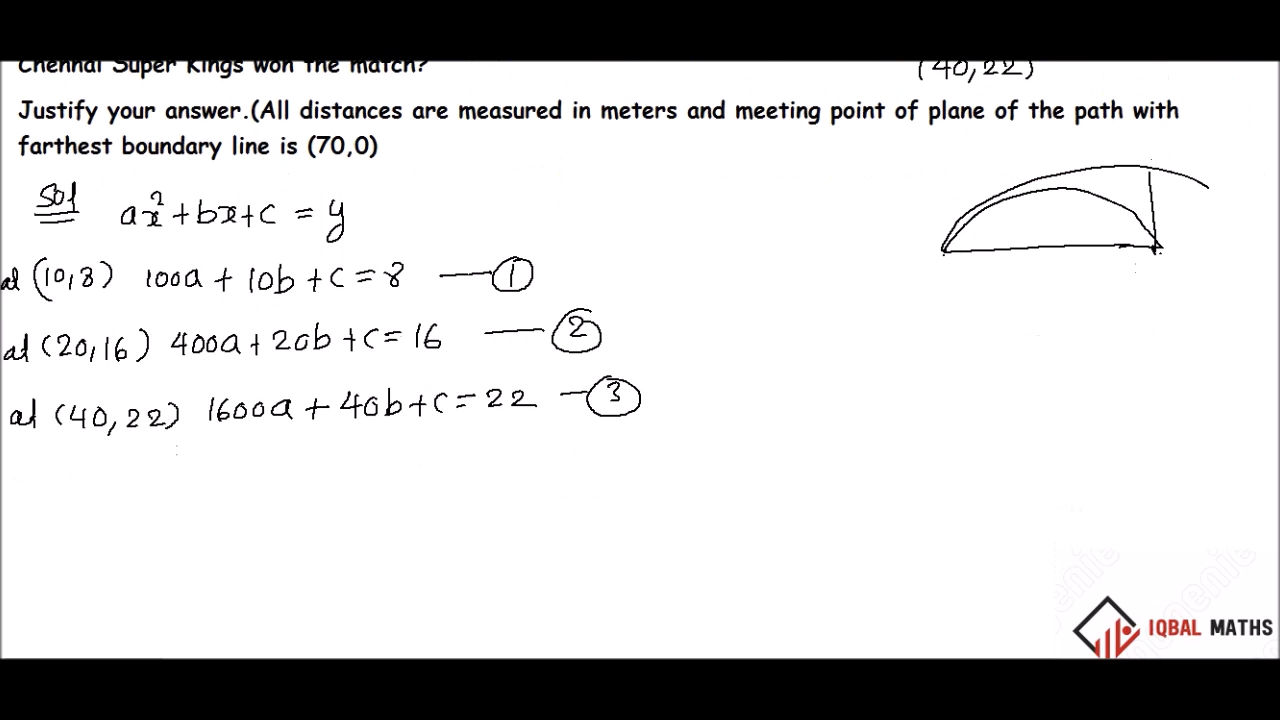 Chennai Super Kings won the match?
(40,22)
Justify your answer.(All distances are measured in meters and meeting point of plane of the path with
farthest boundary line is (70,0)
Sol ax²+bx+c = y
at (10,8) 100a + 10b + c = 8 — ①
at (20,16) 400a + 20b + c = 16 — ②
at (40,22) 1600a + 40b + c = 22 — ③
IQBAL MATHS